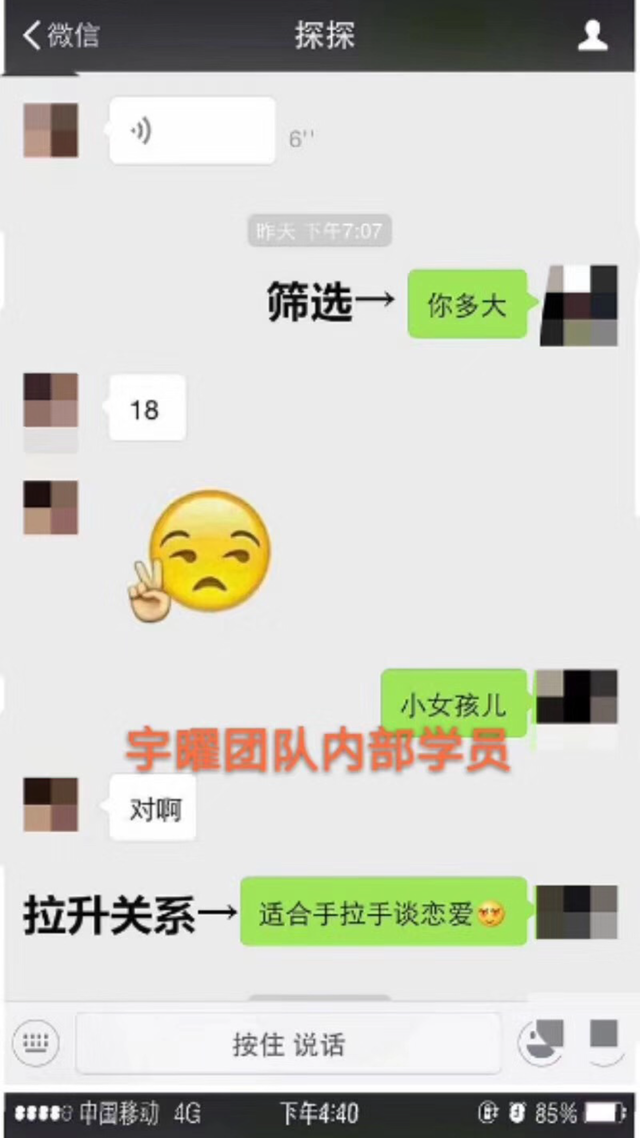 微信
探探
6''
昨天 下午7:07
筛选→
你多大
18
小女孩儿
宇曜团队内部学员
对啊
拉升关系→
适合手拉手谈恋爱
按住 说话
中国移动 4G
下午4:40
85%